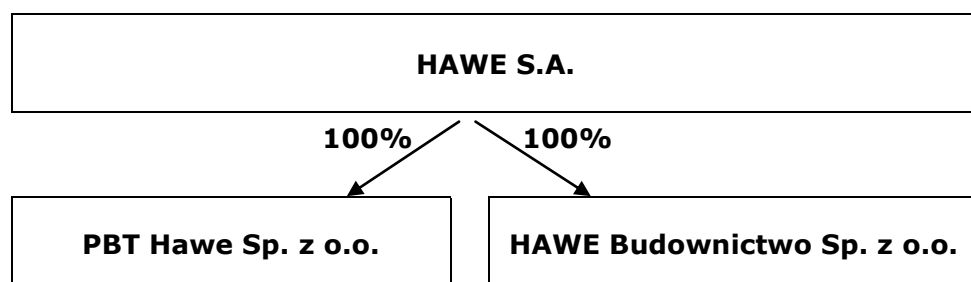 HAWE S.A.
100% 100%
PBT Hawe Sp. z o.o. HAWE Budownictwo Sp. z o.o.